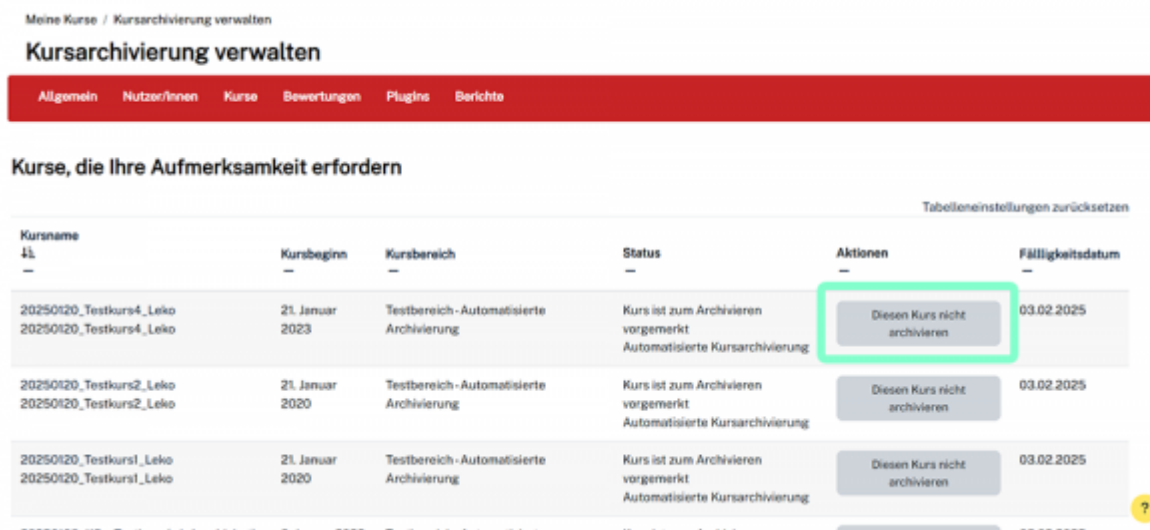 Meine Kurse / Kursarchivierung verwalten
Kursarchivierung verwalten
Allgemein Nutzer/innen Kurse Bewertungen Plugins Berichte
Kurse, die Ihre Aufmerksamkeit erfordern
Tabelleneinstellungen zurücksetzen
Kursname Kursbeginn Kursbereich Status Aktionen Fällligkeitsdatum
20250120_Testkurs4_Leko 21. Januar Testbereich-Automatisierte Kurs ist zum Archivieren Diesen Kurs nicht 03.02.2025
20250120_Testkurs4_Leko 2023 Archivierung vorgemerkt archivieren
Automatisierte Kursarchivierung
20250120_Testkurs2_Leko 21. Januar Testbereich-Automatisierte Kurs ist zum Archivieren Diesen Kurs nicht 03.02.2025
20250120_Testkurs2_Leko 2020 Archivierung vorgemerkt archivieren
Automatisierte Kursarchivierung
20250120_Testkurs1_Leko 21. Januar Testbereich-Automatisierte Kurs ist zum Archivieren Diesen Kurs nicht 03.02.2025
20250120_Testkurs1_Leko 2020 Archivierung vorgemerkt archivieren
Automatisierte Kursarchivierung
?